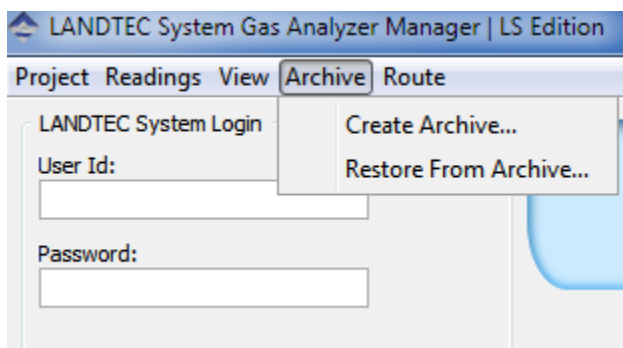 LANDTEC System Gas Analyzer Manager | LS Edition
Project Readings View Archive Route
LANDTEC System Login
Create Archive...
User Id:
Restore From Archive...
Password: